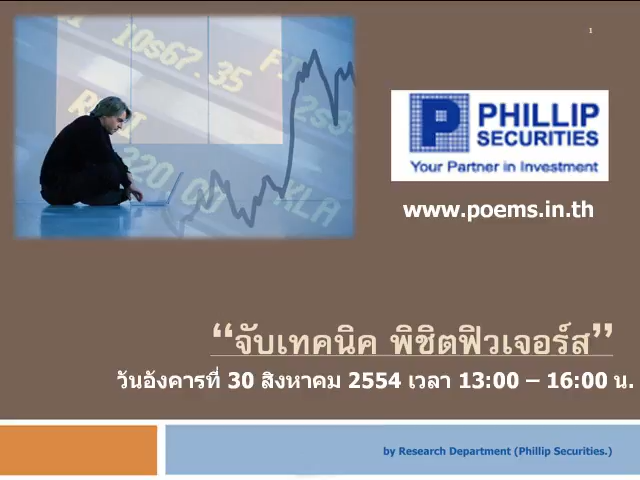 1
10s67.35
PHILLIP
SECURITIES
Your Partner in Investment
www.poems.in.th
“จับเทคนิค พิชิตฟิวเจอร์ส”
วันอังคารที่ 30 สิงหาคม 2554 เวลา 13:00 – 16:00 น.
by Research Department (Phillip Securities.)